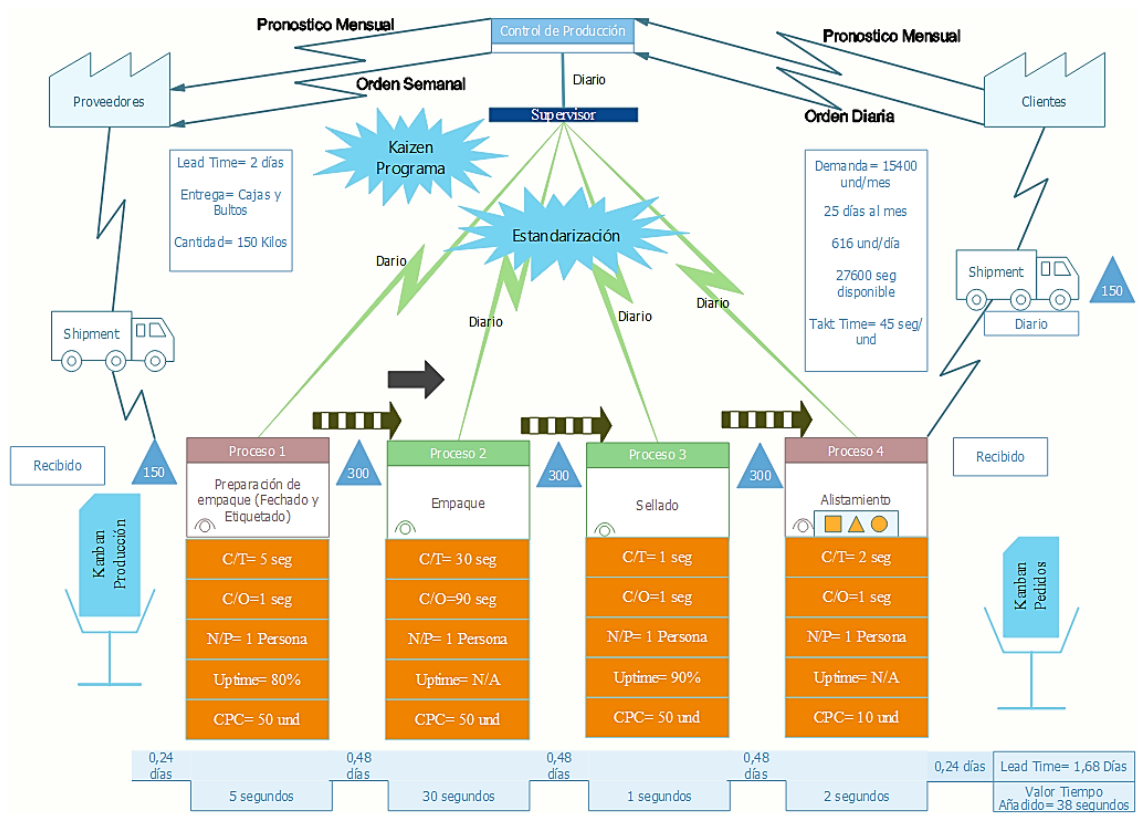 Pronostico Mensual
Control de Producción
Pronostico Mensual
Proveedores
Orden Semanal
Diario
Orden Diaria
Clientes
Supervisor
Kaizen
Programa
Lead Time= 2 días
Entrega= Cajas y
Bultos
Cantidad= 150 Kilos
Estandarización
Demanda= 15400
und/mes
25 días al mes
616 und/día
27600 seg
disponible
Takt Time= 45 seg/
und
Dario
Diario
Diario
Diario
Shipment
Shipment
150
Diario
Recibido
150
Proceso 1
Preparación de
empaque (Fechado y
Etiquetado)
300
Proceso 2
Empaque
300
Proceso 3
Sellado
300
Proceso 4
Alistamiento
Recibido
Kanban
Producción
C/T= 5 seg
C/O=1 seg
N/P= 1 Persona
Uptime= 80%
CPC= 50 und
C/T= 30 seg
C/O=90 seg
N/P= 1 Persona
Uptime= N/A
CPC= 50 und
C/T= 1 seg
C/O=1 seg
N/P= 1 Persona
Uptime= 90%
CPC= 50 und
C/T= 2 seg
C/O=1 seg
N/P= 1 Persona
Uptime= N/A
CPC= 10 und
Kanban
Pedidos
0,24
días
5 segundos
0,48
días
30 segundos
0,48
días
1 segundos
0,48
días
2 segundos
0,24 días
Lead Time= 1,68 Días
Valor Tiempo
Añadido= 38 segundos